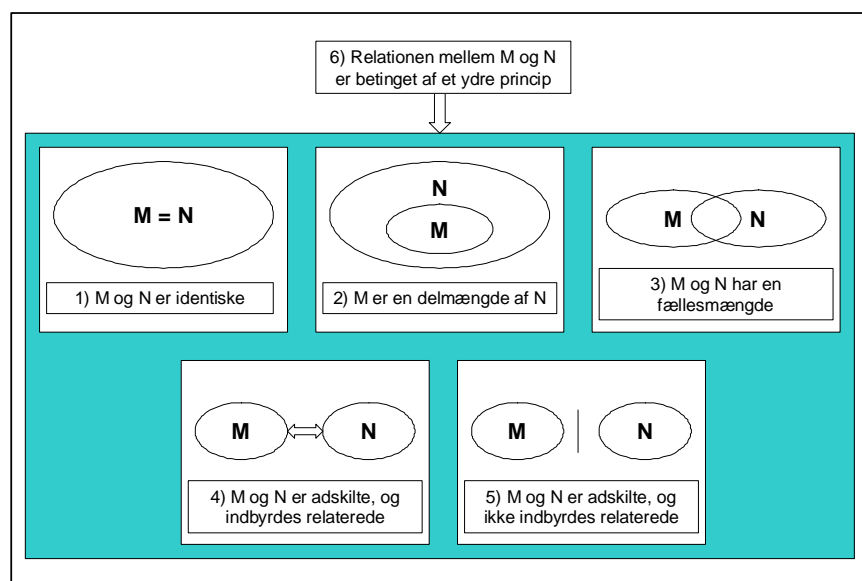 6) Relationen mellem M og N
er betinget af et ydre princip
M = N
1) M og N er identiske
N
M
2) M er en delmængde af N
M N
3) M og N har en
fællesmængde
M N
4) M og N er adskilte, og
indbyrdes relaterede
M N
5) M og N er adskilte, og
ikke indbyrdes relaterede